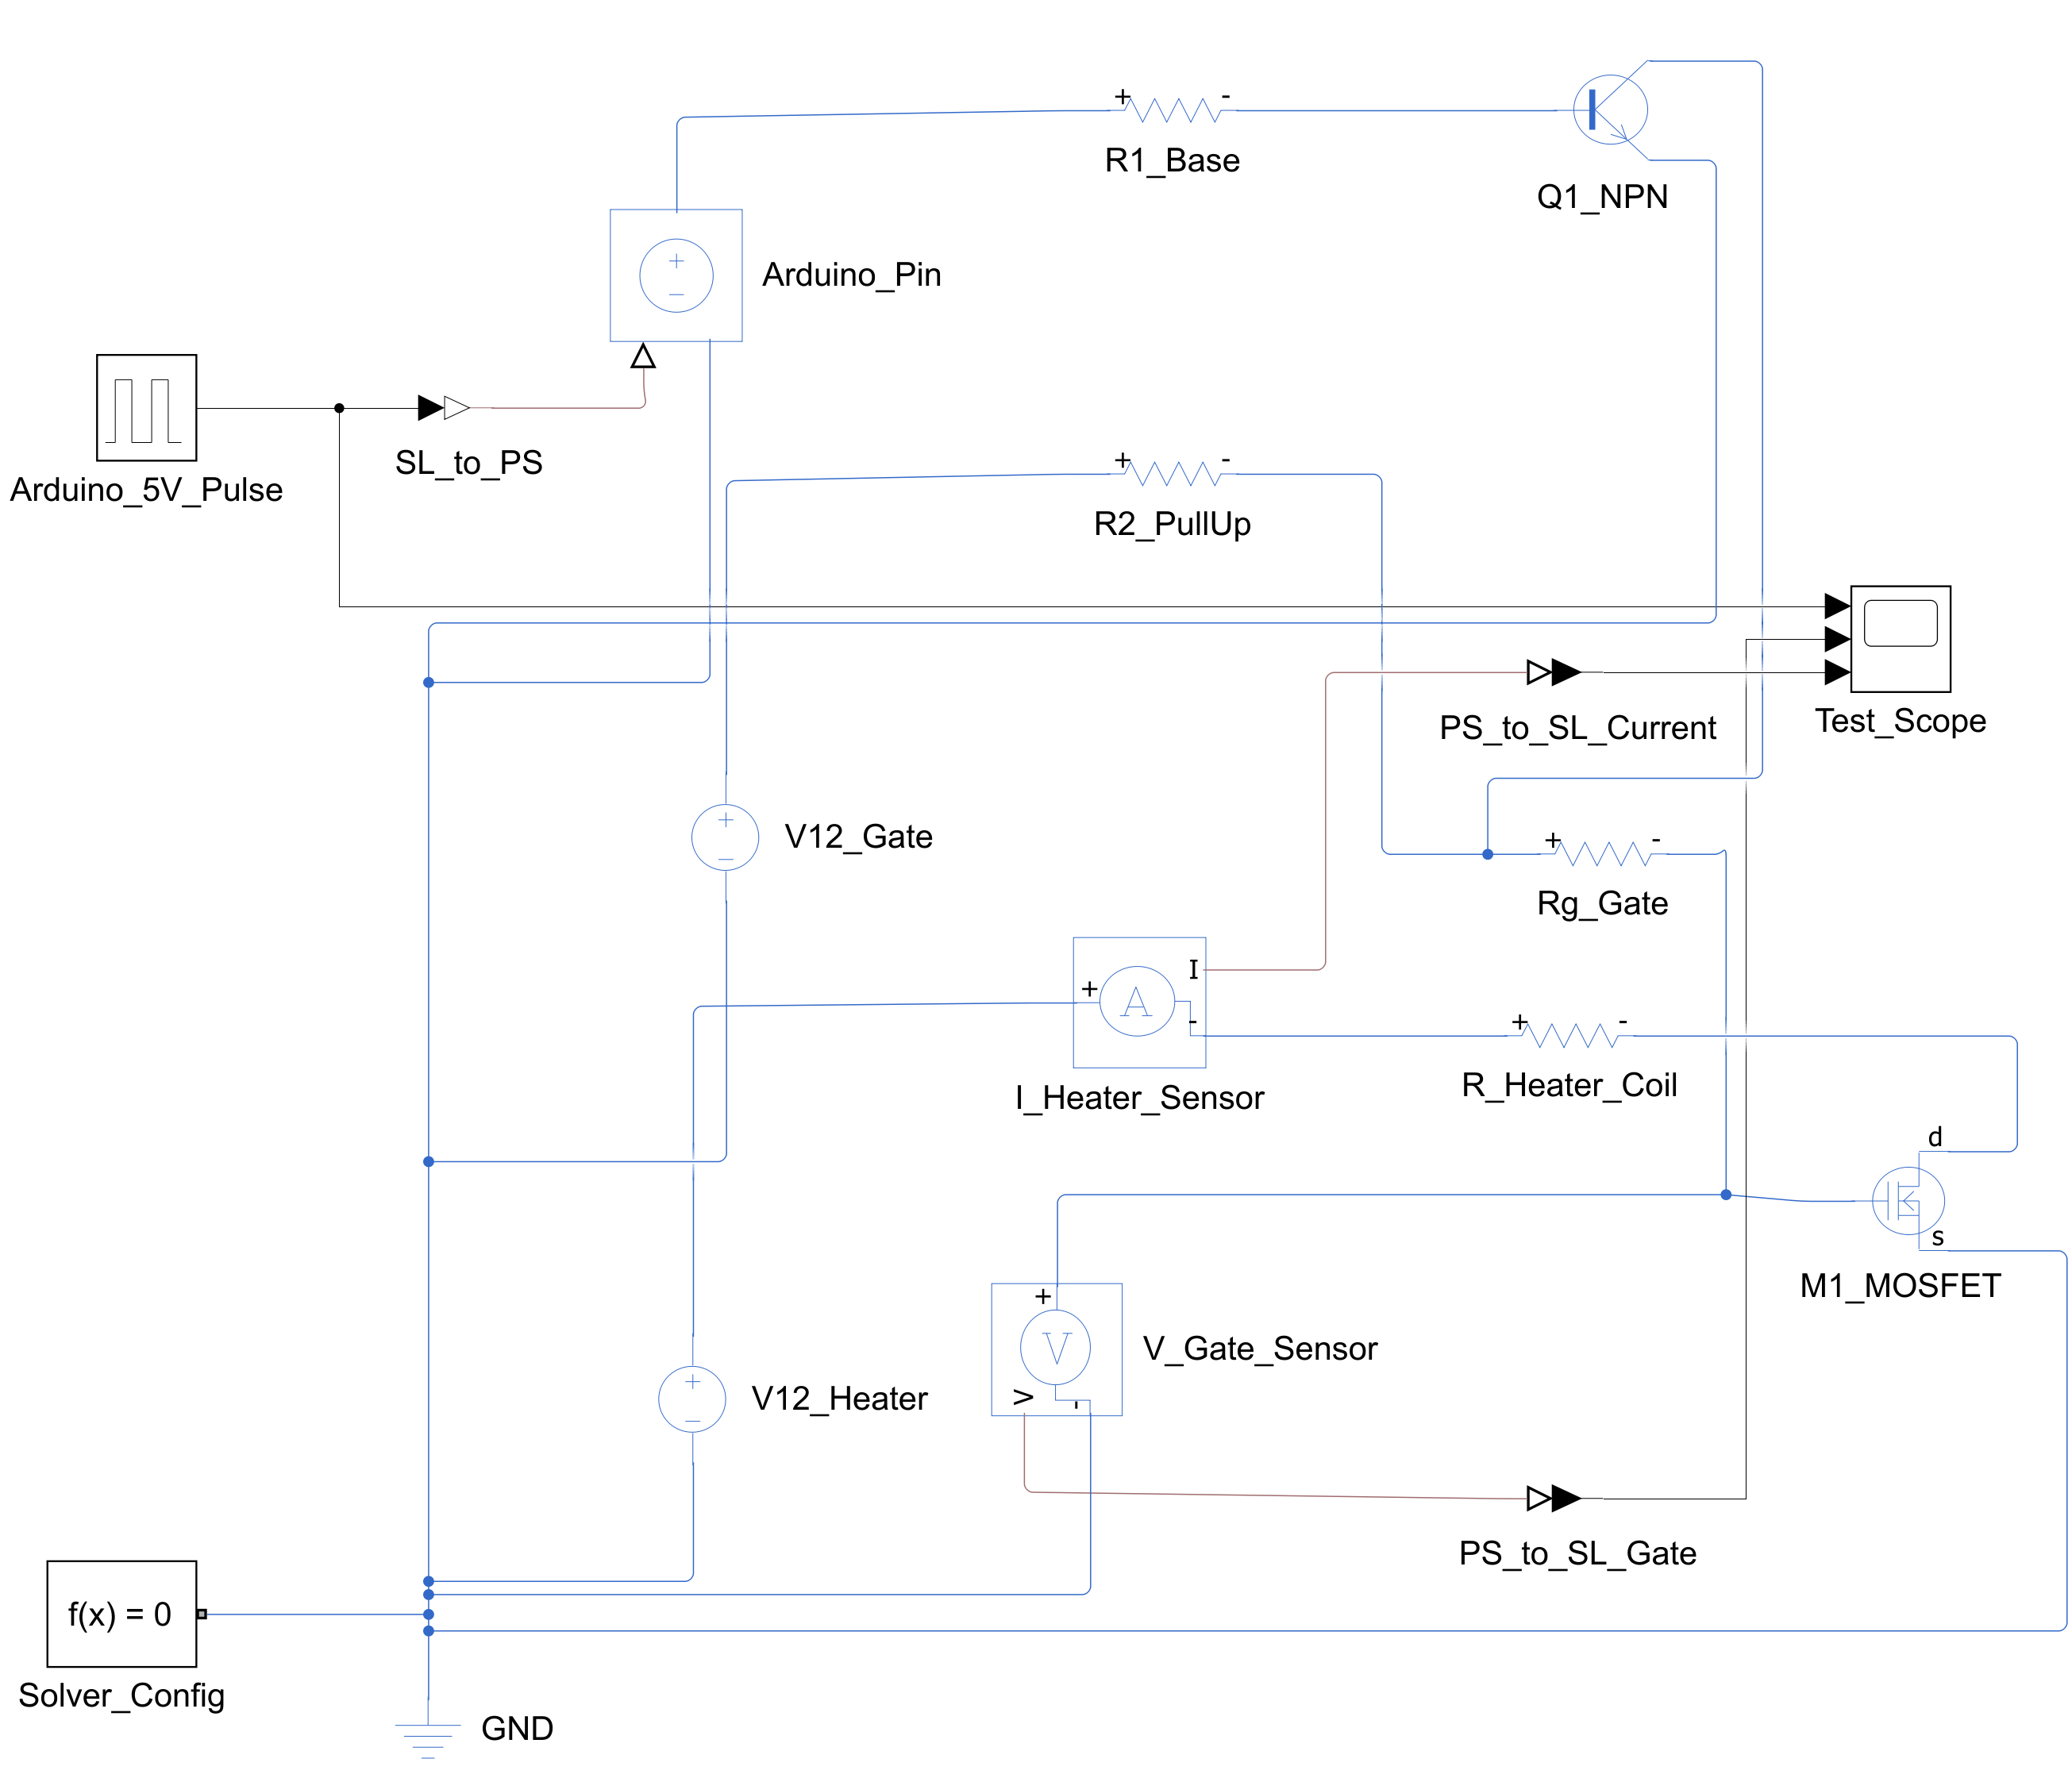 + -
R1_Base
Q1_NPN
+
−
Arduino_Pin
Arduino_5V_Pulse
SL_to_PS
+ -
R2_PullUp
PS_to_SL_Current
Test_Scope
+
−
V12_Gate
+ -
Rg_Gate
+ A I -
I_Heater_Sensor
+ -
R_Heater_Coil
d
s
M1_MOSFET
+
V
V -
V_Gate_Sensor
+
−
V12_Heater
PS_to_SL_Gate
f(x) = 0
Solver_Config
GND